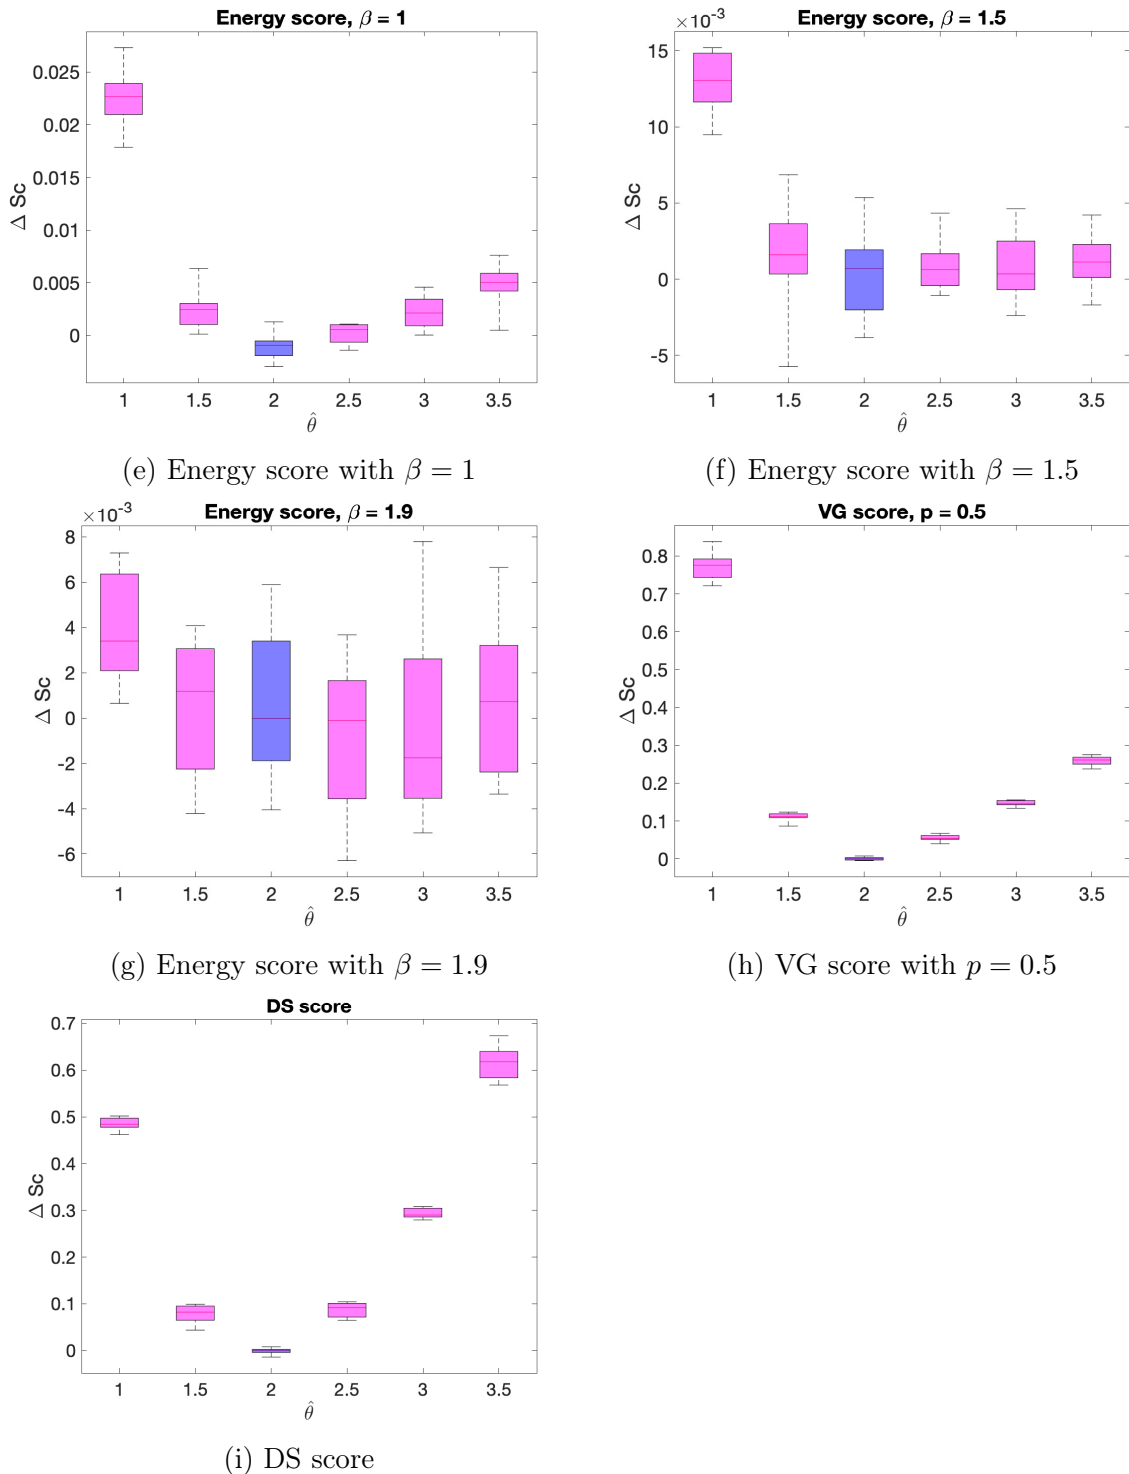 Energy score, β = 1
0.025
0.02
0.015
0.01
0.005
0
Δ Sc
1 1.5 2 2.5 3 3.5
θ̂
(e) Energy score with β = 1
×10⁻³ Energy score, β = 1.5
15
10
5
0
-5
Δ Sc
1 1.5 2 2.5 3 3.5
θ̂
(f) Energy score with β = 1.5
×10⁻³ Energy score, β = 1.9
8
6
4
2
0
-2
-4
-6
Δ Sc
1 1.5 2 2.5 3 3.5
θ̂
(g) Energy score with β = 1.9
VG score, p = 0.5
0.8
0.7
0.6
0.5
0.4
0.3
0.2
0.1
0
Δ Sc
1 1.5 2 2.5 3 3.5
θ̂
(h) VG score with p = 0.5
DS score
0.7
0.6
0.5
0.4
0.3
0.2
0.1
0
Δ Sc
1 1.5 2 2.5 3 3.5
θ̂
(i) DS score